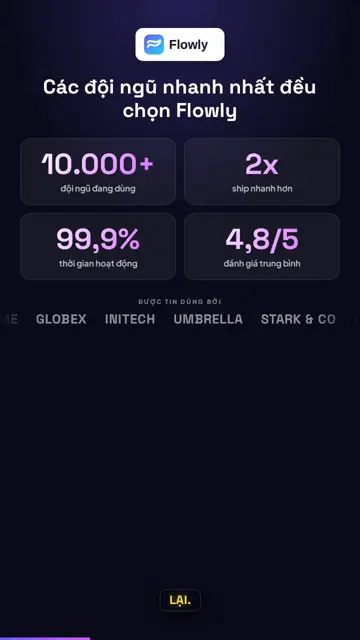 Flowly
Các đội ngũ nhanh nhất đều
chọn Flowly
10.000+
đội ngũ đang dùng
2x
ship nhanh hơn
99,9%
thời gian hoạt động
4,8/5
đánh giá trung bình
ĐƯỢC TIN DÙNG BỞI
GLOBEX INITECH UMBRELLA STARK & CO
LẠI.